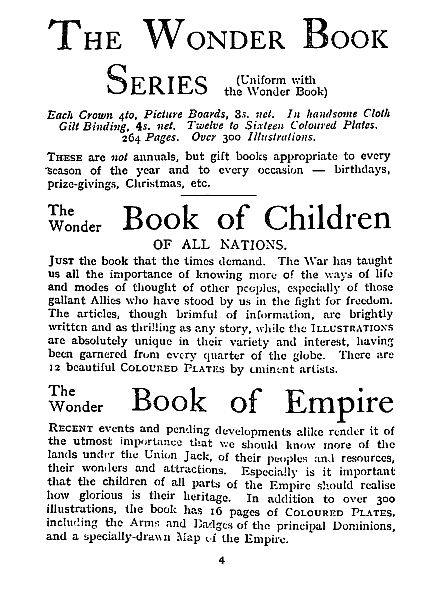 THE WONDER BOOK
SERIES (Uniform with
the Wonder Book)
Each Crown 4to, Picture Boards, 3s. net. In handsome Cloth
Gilt Binding, 4s. net. Twelve to Sixteen Coloured Plates.
264 Pages. Over 300 Illustrations.
THESE are not annuals, but gift books appropriate to every
season of the year and to every occasion — birthdays,
prize-givings, Christmas, etc.
The
Wonder Book of Children
OF ALL NATIONS.
JUST the book that the times demand. The War has taught
us all the importance of knowing more of the ways of life
and modes of thought of other peoples, especially of those
gallant Allies who have stood by us in the fight for freedom.
The articles, though brimful of information, are brightly
written and as thrilling as any story, while the ILLUSTRATIONS
are absolutely unique in their variety and interest, having
been garnered from every quarter of the globe. There are
12 beautiful COLOURED PLATES by eminent artists.
The
Wonder Book of Empire
RECENT events and pending developments alike render it of
the utmost importance that we should know more of the
lands under the Union Jack, of their peoples and resources,
their wonders and attractions. Especially is it important
that the children of all parts of the Empire should realise
how glorious is their heritage. In addition to over 300
illustrations, the book has 16 pages of COLOURED PLATES,
including the Arms and Badges of the principal Dominions,
and a specially-drawn Map of the Empire.
4